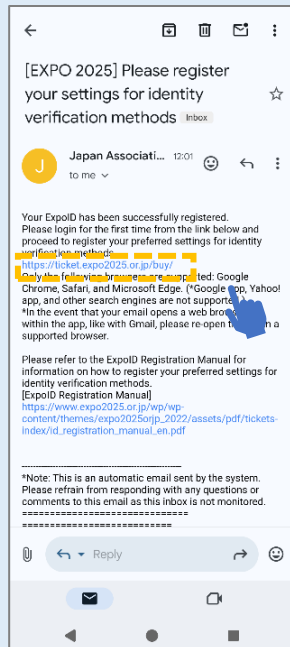 [EXPO 2025] Please register
your settings for identity
verification methods Inbox
J
Japan Associati... 12:01
to me
Your ExpoID has been successfully registered.
Please login for the first time from the link below and
proceed to register your preferred settings for identity
verification methods.
https://ticket.expo2025.or.jp/buy/
Only the following browsers are supported: Google
Chrome, Safari, and Microsoft Edge. (*Google app, Yahoo!
app, and other search engines are not supported
*In the event that your email opens a web brow
within the app, like with Gmail, please re-open a
supported browser.
Please refer to the ExpoID Registration Manual for
information on how to register your preferred settings for
identity verification methods.
[ExpoID Registration Manual]
https://www.expo2025.or.jp/wp/wp-
content/themes/expo2025orjp_2022/assets/pdf/tickets-
index/id_registration_manual_en.pdf
------------------------------------------------------
*Note: This is an automatic email sent by the system.
Please refrain from responding with any questions or
comments to this email as this inbox is not monitored.
==============================
===========================
Reply